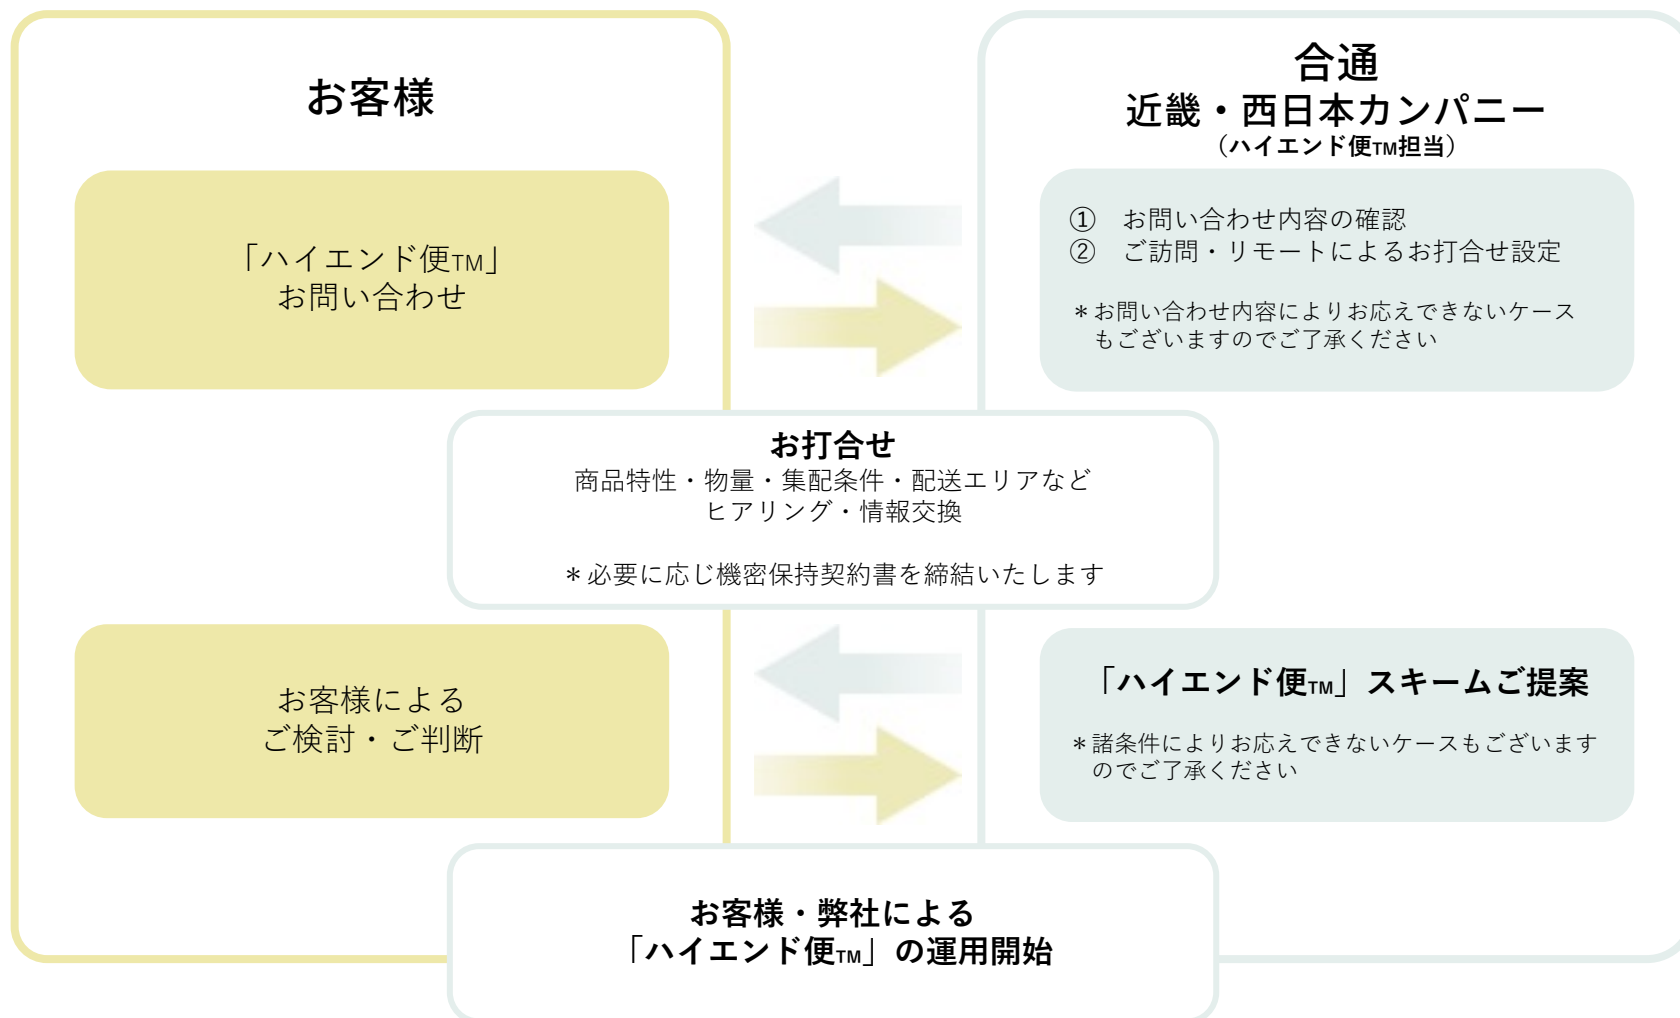 お客様
合通
近畿・西日本カンパニー
（ハイエンド便TM担当）
「ハイエンド便TM」
お問い合わせ
① お問い合わせ内容の確認
② ご訪問・リモートによるお打合せ設定
＊お問い合わせ内容によりお応えできないケース
もございますのでご了承ください
お打合せ
商品特性・物量・集配条件・配送エリアなど
ヒアリング・情報交換
＊必要に応じ機密保持契約書を締結いたします
お客様による
ご検討・ご判断
「ハイエンド便TM」スキームご提案
＊諸条件によりお応えできないケースもございます
のでご了承ください
お客様・弊社による
「ハイエンド便TM」の運用開始